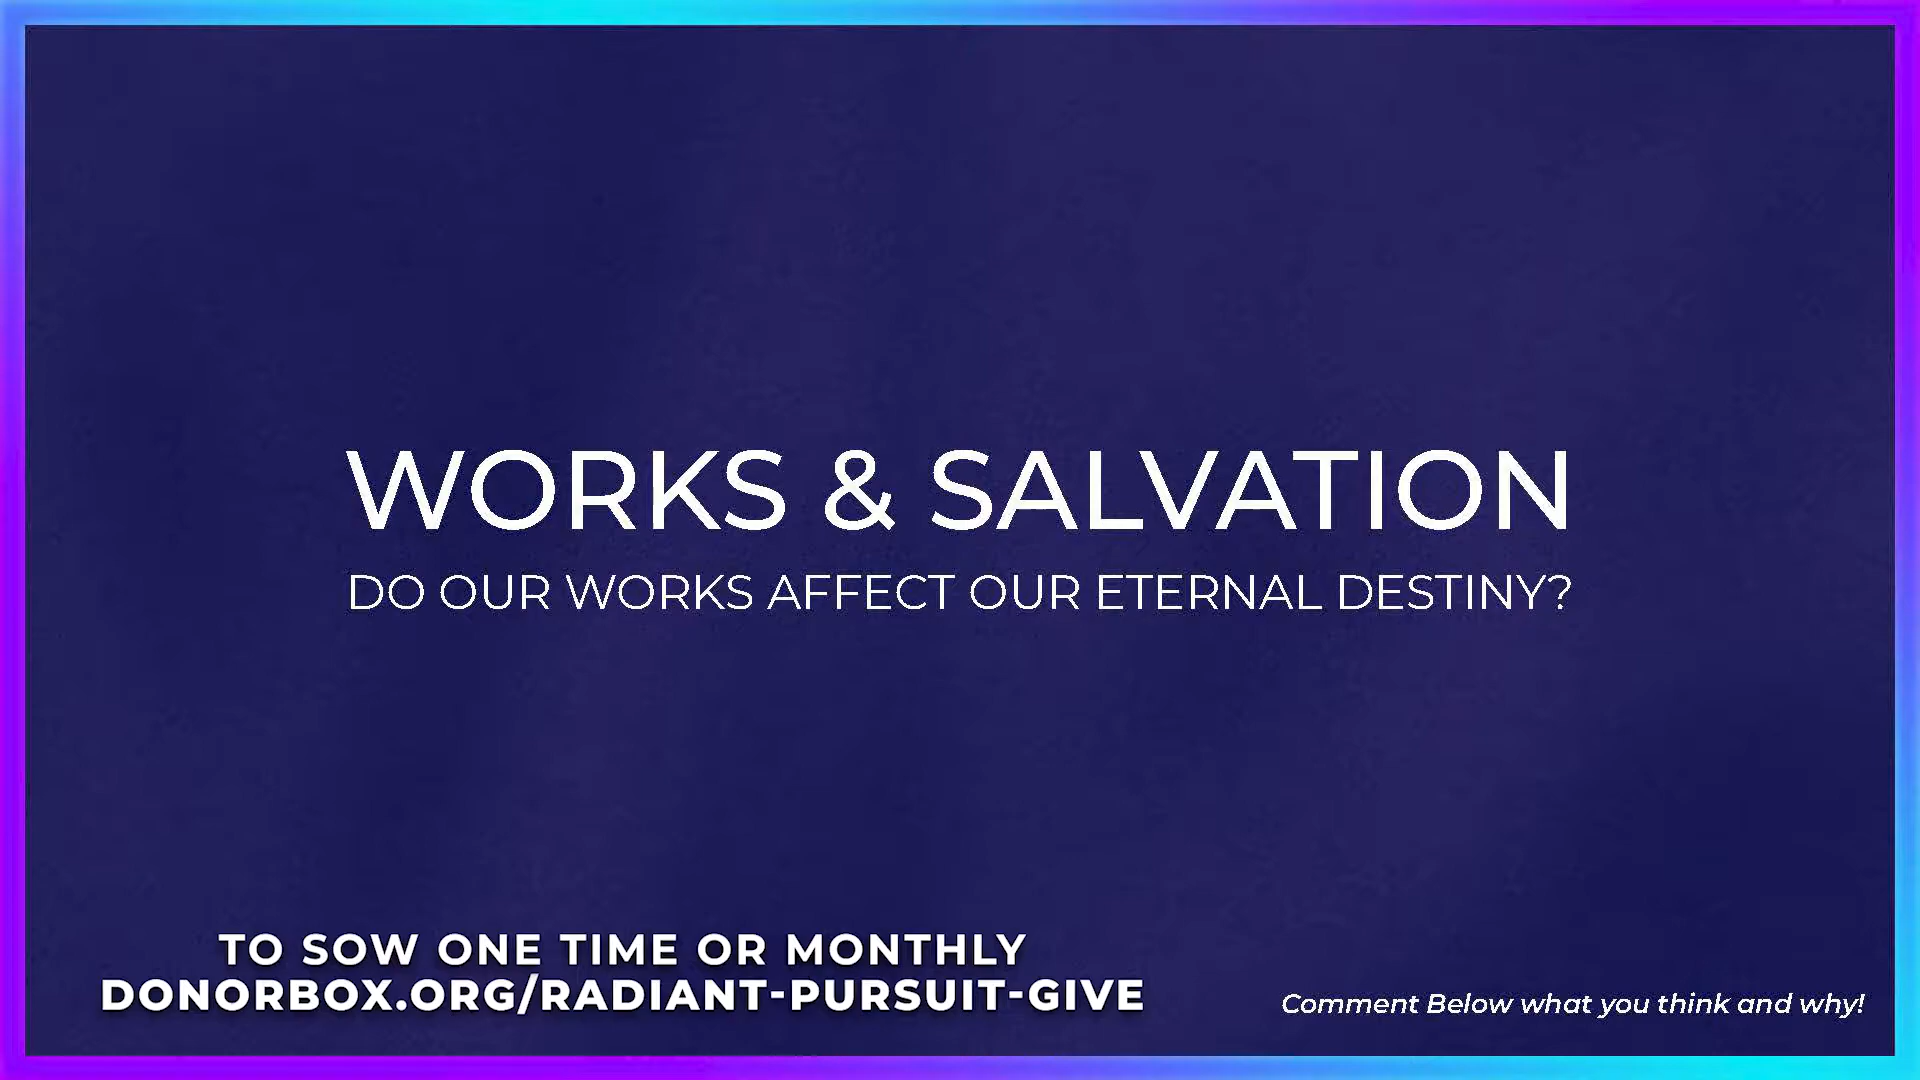 WORKS & SALVATION
DO OUR WORKS AFFECT OUR ETERNAL DESTINY?
TO SOW ONE TIME OR MONTHLY
DONORBOX.ORG/RADIANT-PURSUIT-GIVE
Comment Below what you think and why!